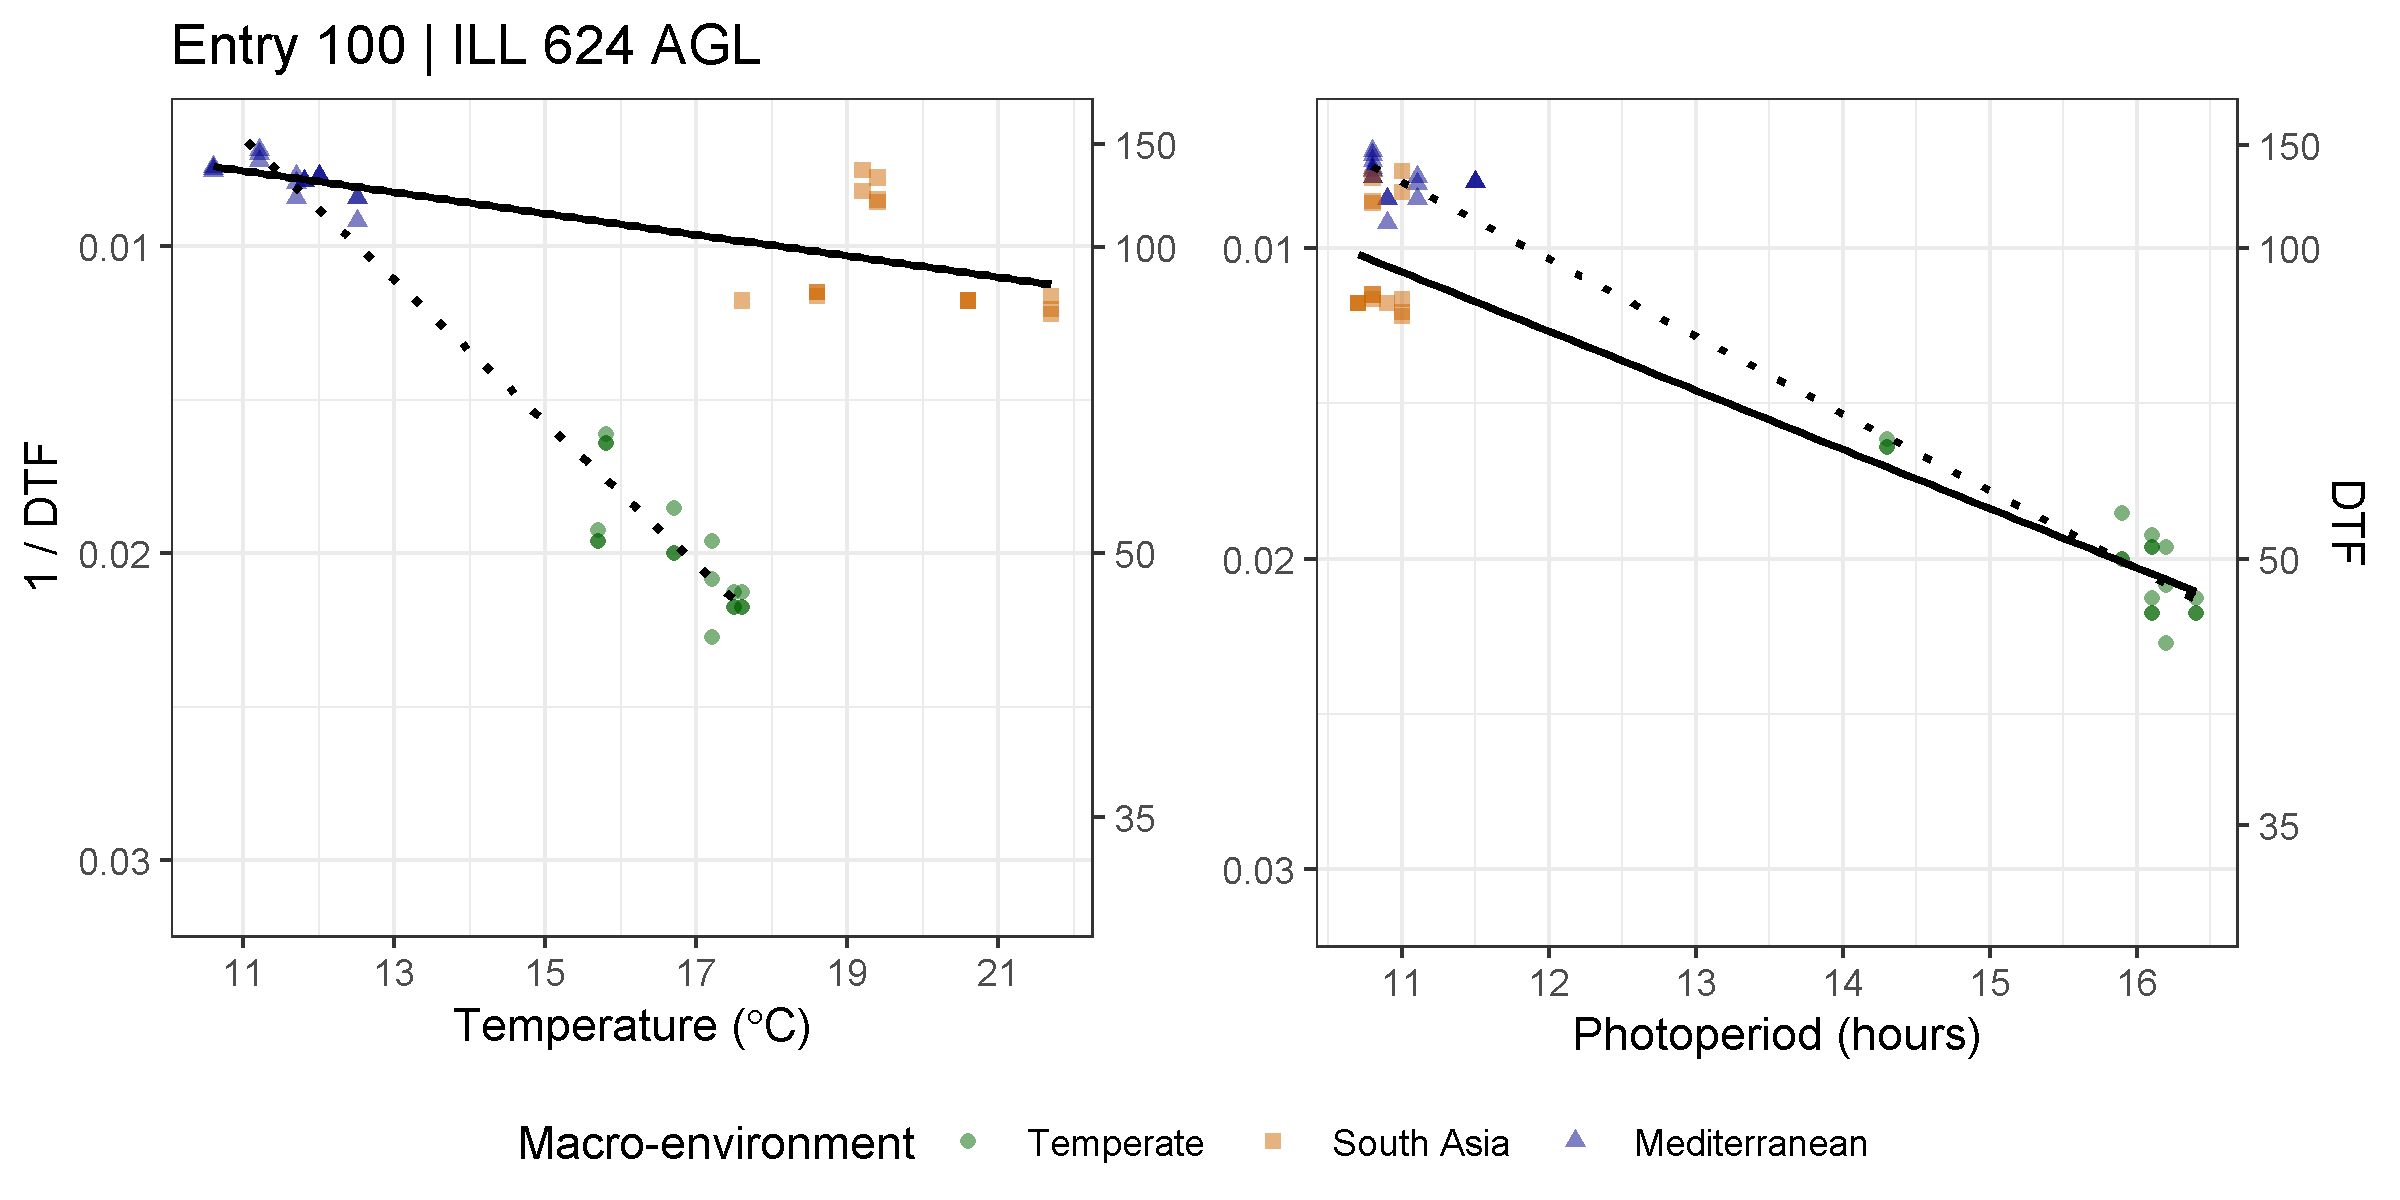 Entry 100 | ILL 624 AGL
1 / DTF
0.01
0.02
0.03
150
100
50
35
11 13 15 17 19 21
Temperature (°C)
0.01
0.02
0.03
150
100
50
35
DTF
11 12 13 14 15 16
Photoperiod (hours)
Macro-environment Temperate South Asia Mediterranean